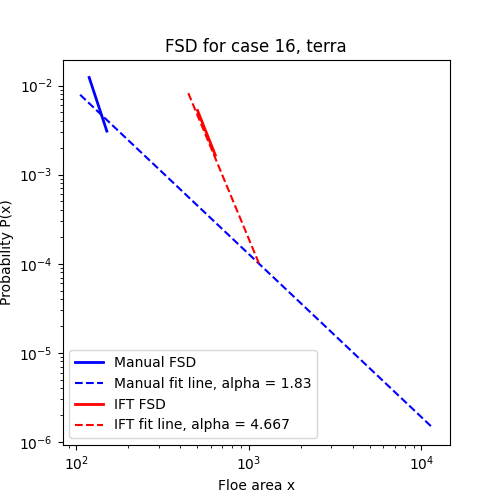 FSD for case 16, terra
Probability P(x)
10⁻²
10⁻³
10⁻⁴
10⁻⁵
10⁻⁶
Manual FSD
Manual fit line, alpha = 1.83
IFT FSD
IFT fit line, alpha = 4.667
10²
10³
10⁴
Floe area x